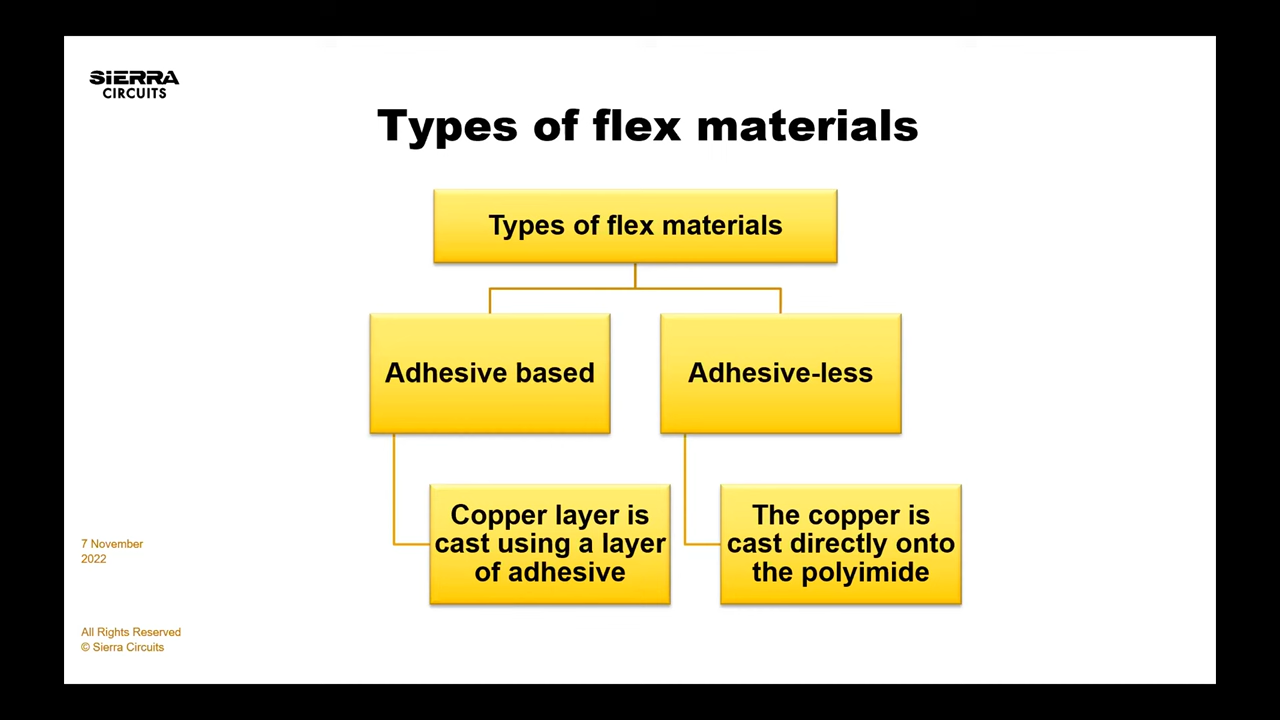 SIERRA
CIRCUITS
Types of flex materials
Types of flex materials
Adhesive based
Adhesive-less
Copper layer is
cast using a layer
of adhesive
The copper is
cast directly onto
the polyimide
7 November
2022
All Rights Reserved
© Sierra Circuits